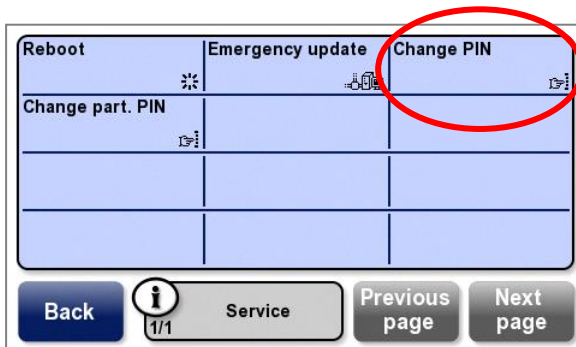 Reboot
Emergency update
Change PIN
Change part. PIN
Back
i
1/1
Service
Previous page
Next page